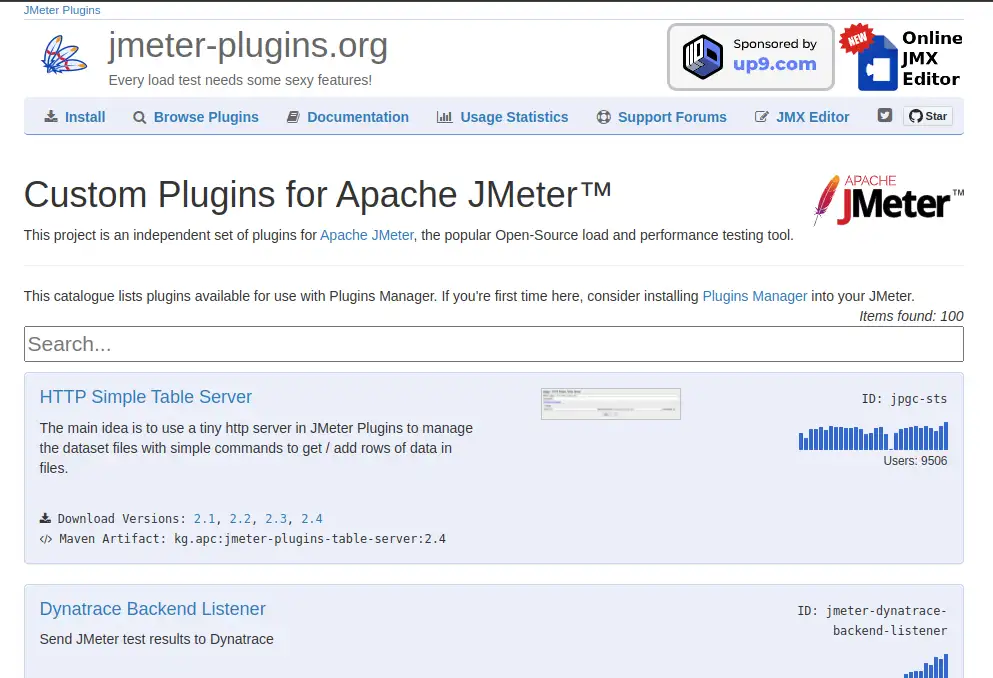 JMeter Plugins
jmeter-plugins.org
Every load test needs some sexy features!
Sponsored by
up9.com
NEW
Online
JMX
Editor
Install Browse Plugins Documentation Usage Statistics Support Forums JMX Editor Star
Custom Plugins for Apache JMeter™
APACHE
JMeter™
This project is an independent set of plugins for Apache JMeter, the popular Open-Source load and performance testing tool.
This catalogue lists plugins available for use with Plugins Manager. If you're first time here, consider installing Plugins Manager into your JMeter.
Items found: 100
Search...
HTTP Simple Table Server
ID: jpgc-sts
The main idea is to use a tiny http server in JMeter Plugins to manage
the dataset files with simple commands to get / add rows of data in
files.
Users: 9506
Download Versions: 2.1, 2.2, 2.3, 2.4
</> Maven Artifact: kg.apc:jmeter-plugins-table-server:2.4
Dynatrace Backend Listener
ID: jmeter-dynatrace-
backend-listener
Send JMeter test results to Dynatrace